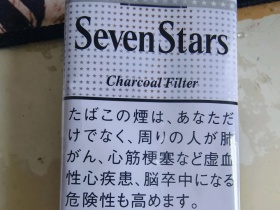 SevenStars
Charcoal Filter
たばこの煙は、あなただ
けでなく、周りの人が肺
がん、心筋梗塞など虚血
性心疾患、脳卒中になる
危険性も高めます。